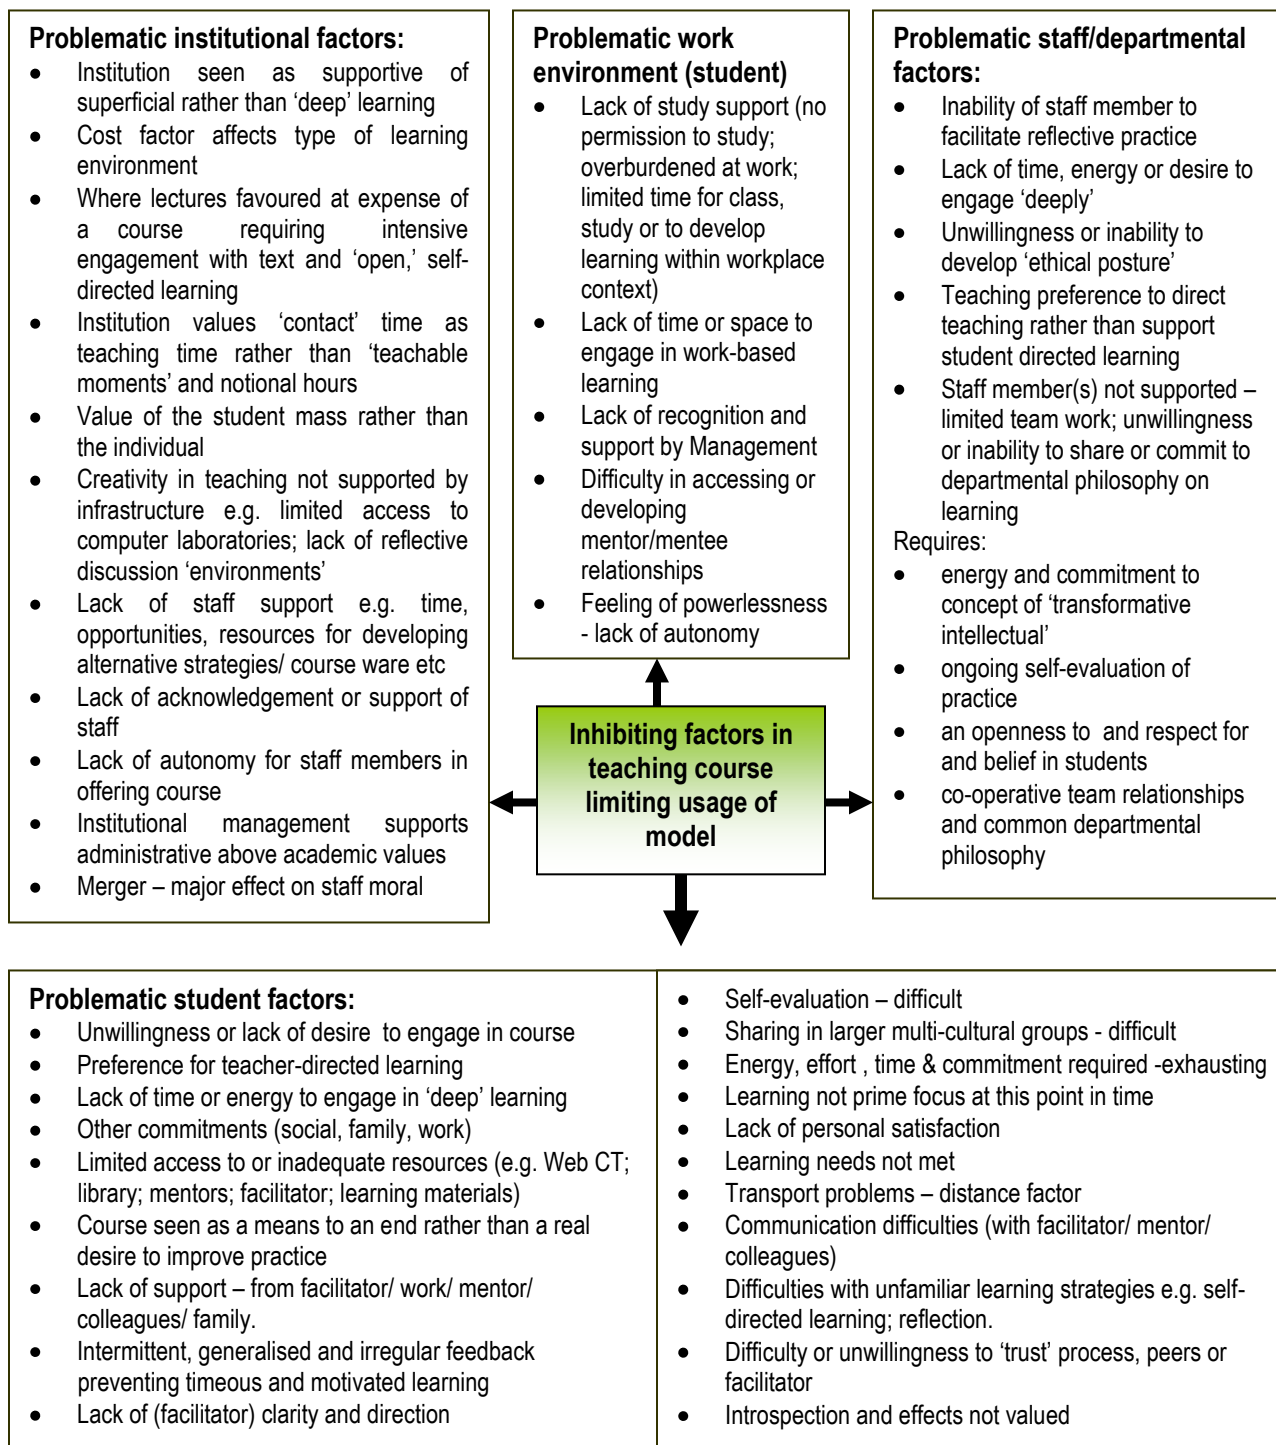 Problematic institutional factors:
• Institution seen as supportive of
superficial rather than ‘deep’ learning
• Cost factor affects type of learning
environment
• Where lectures favoured at expense of
a course requiring intensive
engagement with text and ‘open,’ self-
directed learning
• Institution values ‘contact’ time as
teaching time rather than ‘teachable
moments’ and notional hours
• Value of the student mass rather than
the individual
• Creativity in teaching not supported by
infrastructure e.g. limited access to
computer laboratories; lack of reflective
discussion ‘environments’
• Lack of staff support e.g. time,
opportunities, resources for developing
alternative strategies/ course ware etc
• Lack of acknowledgement or support of
staff
• Lack of autonomy for staff members in
offering course
• Institutional management supports
administrative above academic values
• Merger – major effect on staff moral
Problematic work
environment (student)
• Lack of study support (no
permission to study;
overburdened at work;
limited time for class,
study or to develop
learning within workplace
context)
• Lack of time or space to
engage in work-based
learning
• Lack of recognition and
support by Management
• Difficulty in accessing or
developing
mentor/mentee
relationships
• Feeling of powerlessness
- lack of autonomy
Problematic staff/departmental
factors:
• Inability of staff member to
facilitate reflective practice
• Lack of time, energy or desire to
engage ‘deeply’
• Unwillingness or inability to
develop ‘ethical posture’
• Teaching preference to direct
teaching rather than support
student directed learning
• Staff member(s) not supported –
limited team work; unwillingness
or inability to share or commit to
departmental philosophy on
learning
Requires:
• energy and commitment to
concept of ‘transformative
intellectual’
• ongoing self-evaluation of
practice
• an openness to and respect for
and belief in students
• co-operative team relationships
and common departmental
philosophy
Inhibiting factors in
teaching course
limiting usage of
model
Problematic student factors:
• Unwillingness or lack of desire to engage in course
• Preference for teacher-directed learning
• Lack of time or energy to engage in ‘deep’ learning
• Other commitments (social, family, work)
• Limited access to or inadequate resources (e.g. Web CT;
library; mentors; facilitator; learning materials)
• Course seen as a means to an end rather than a real
desire to improve practice
• Lack of support – from facilitator/ work/ mentor/
colleagues/ family.
• Intermittent, generalised and irregular feedback
preventing timeous and motivated learning
• Lack of (facilitator) clarity and direction
• Self-evaluation – difficult
• Sharing in larger multi-cultural groups - difficult
• Energy, effort , time & commitment required -exhausting
• Learning not prime focus at this point in time
• Lack of personal satisfaction
• Learning needs not met
• Transport problems – distance factor
• Communication difficulties (with facilitator/ mentor/
colleagues)
• Difficulties with unfamiliar learning strategies e.g. self-
directed learning; reflection.
• Difficulty or unwillingness to ‘trust’ process, peers or
facilitator
• Introspection and effects not valued